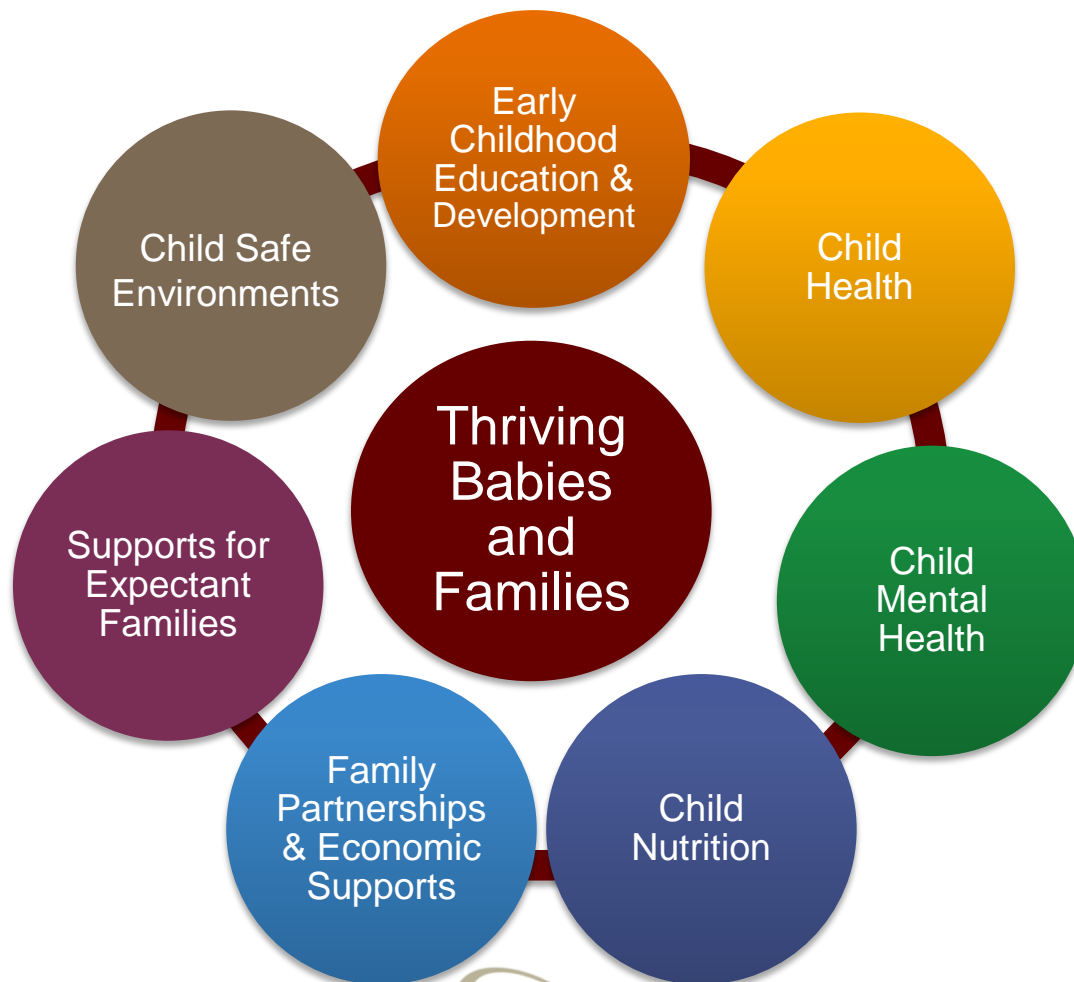 Early
Childhood
Education &
Development
Child
Health
Child
Mental
Health
Child
Nutrition
Family
Partnerships
& Economic
Supports
Supports for
Expectant
Families
Child Safe
Environments
Thriving
Babies
and
Families